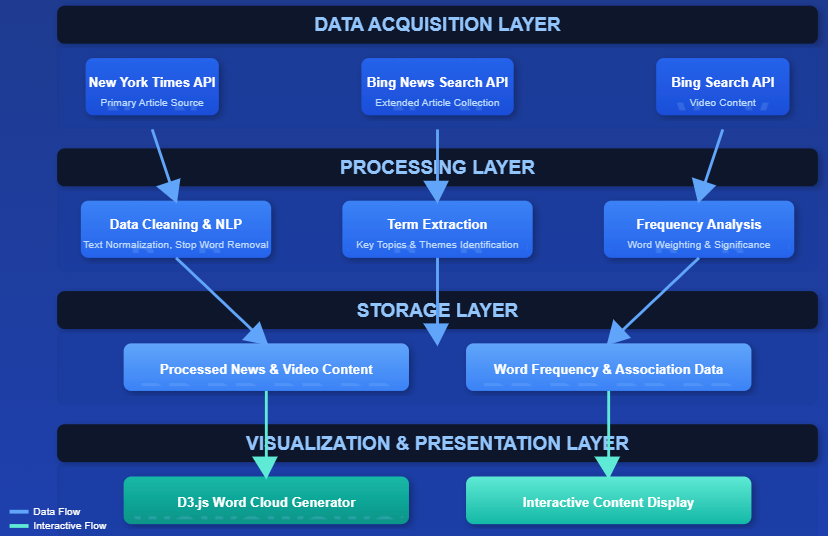 DATA ACQUISITION LAYER
New York Times API
Primary Article Source
Bing News Search API
Extended Article Collection
Bing Search API
Video Content
PROCESSING LAYER
Data Cleaning & NLP
Text Normalization, Stop Word Removal
Term Extraction
Key Topics & Themes Identification
Frequency Analysis
Word Weighting & Significance
STORAGE LAYER
Processed News & Video Content
Word Frequency & Association Data
VISUALIZATION & PRESENTATION LAYER
D3.js Word Cloud Generator
Interactive Content Display
Data Flow
Interactive Flow